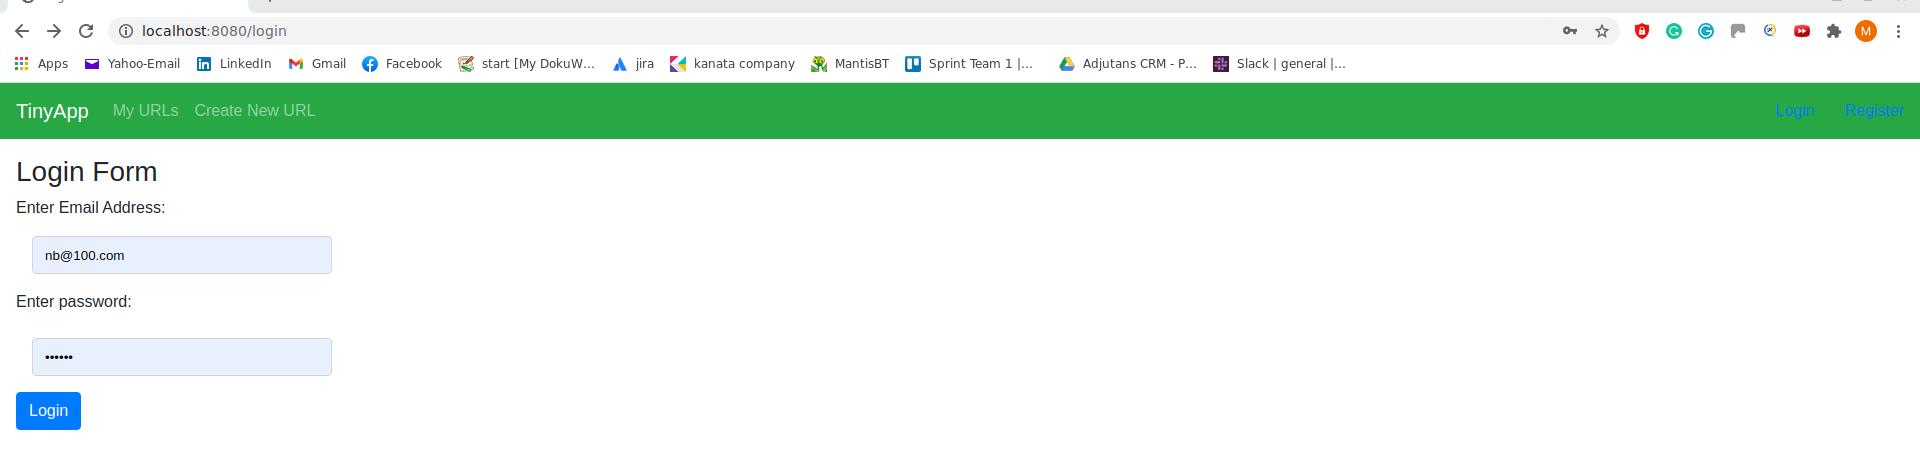 localhost:8080/login
M
Apps Yahoo-Email LinkedIn Gmail Facebook start [My DokuW... jira kanata company MantisBT Sprint Team 1 |... Adjutans CRM - P... Slack | general |...
TinyApp My URLs Create New URL Login Register
Login Form
Enter Email Address:
nb@100.com
Enter password:
••••••
Login